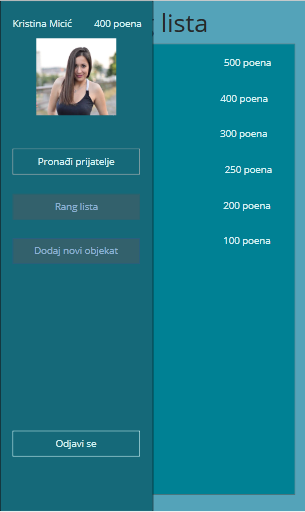 Kristina Micić 400 poena
lista
Pronađi prijatelje
Rang lista
Dodaj novi objekat
Odjavi se
500 poena
400 poena
300 poena
250 poena
200 poena
100 poena